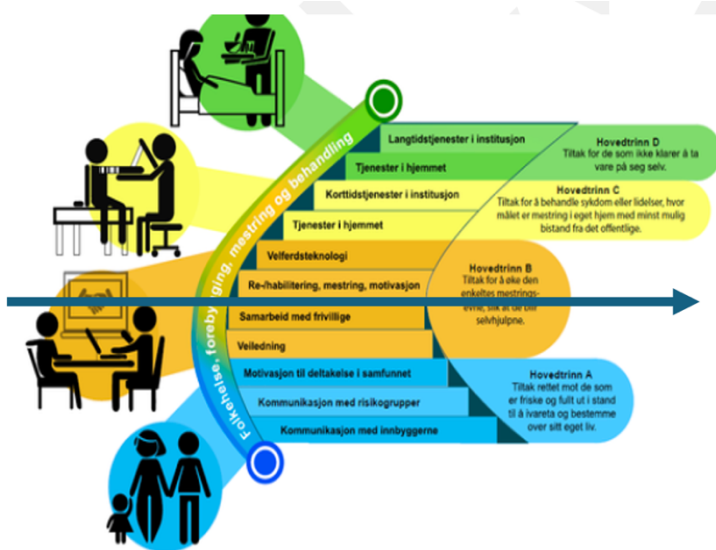 Folkehelse, forebygging, mestring og behandling
Langtidstjenester i institusjon
Tjenester i hjemmet
Korttidstjenester i institusjon
Tjenester i hjemmet
Velferdsteknologi
Re-/habilitering, mestring, motivasjon
Samarbeid med frivillige
Veiledning
Motivasjon til deltakelse i samfunnet
Kommunikasjon med risikogrupper
Kommunikasjon med innbyggerne
Hovedtrinn D
Tiltak for de som ikke klarer å ta
vare på seg selv.
Hovedtrinn C
Tiltak for å behandle sykdom eller lidelser, hvor
målet er mestring i eget hjem med minst mulig
bistand fra det offentlige.
Hovedtrinn B
Tiltak for å øke den
enkeltes mestrings-
evne, slik at de blir
selvhjulpne.
Hovedtrinn A
Tiltak rettet mot de som
er friske og fullt ut i stand
til å ivareta og bestemme
over sitt eget liv.